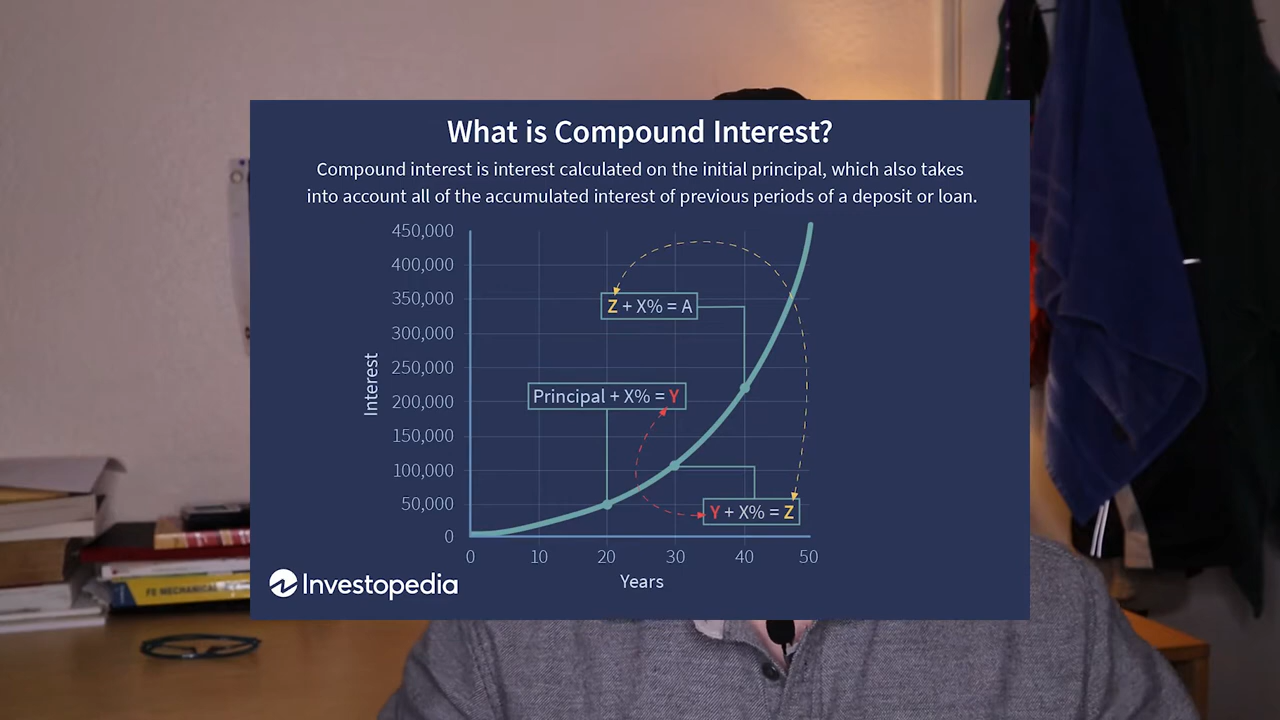 What is Compound Interest?
Compound interest is interest calculated on the initial principal, which also takes
into account all of the accumulated interest of previous periods of a deposit or loan.
450,000
400,000
350,000
300,000
250,000
200,000
150,000
100,000
50,000
0
Interest
Z + X% = A
Principal + X% = Y
Y + X% = Z
0 10 20 30 40 50
Years
Investopedia
FE MECHANICAL